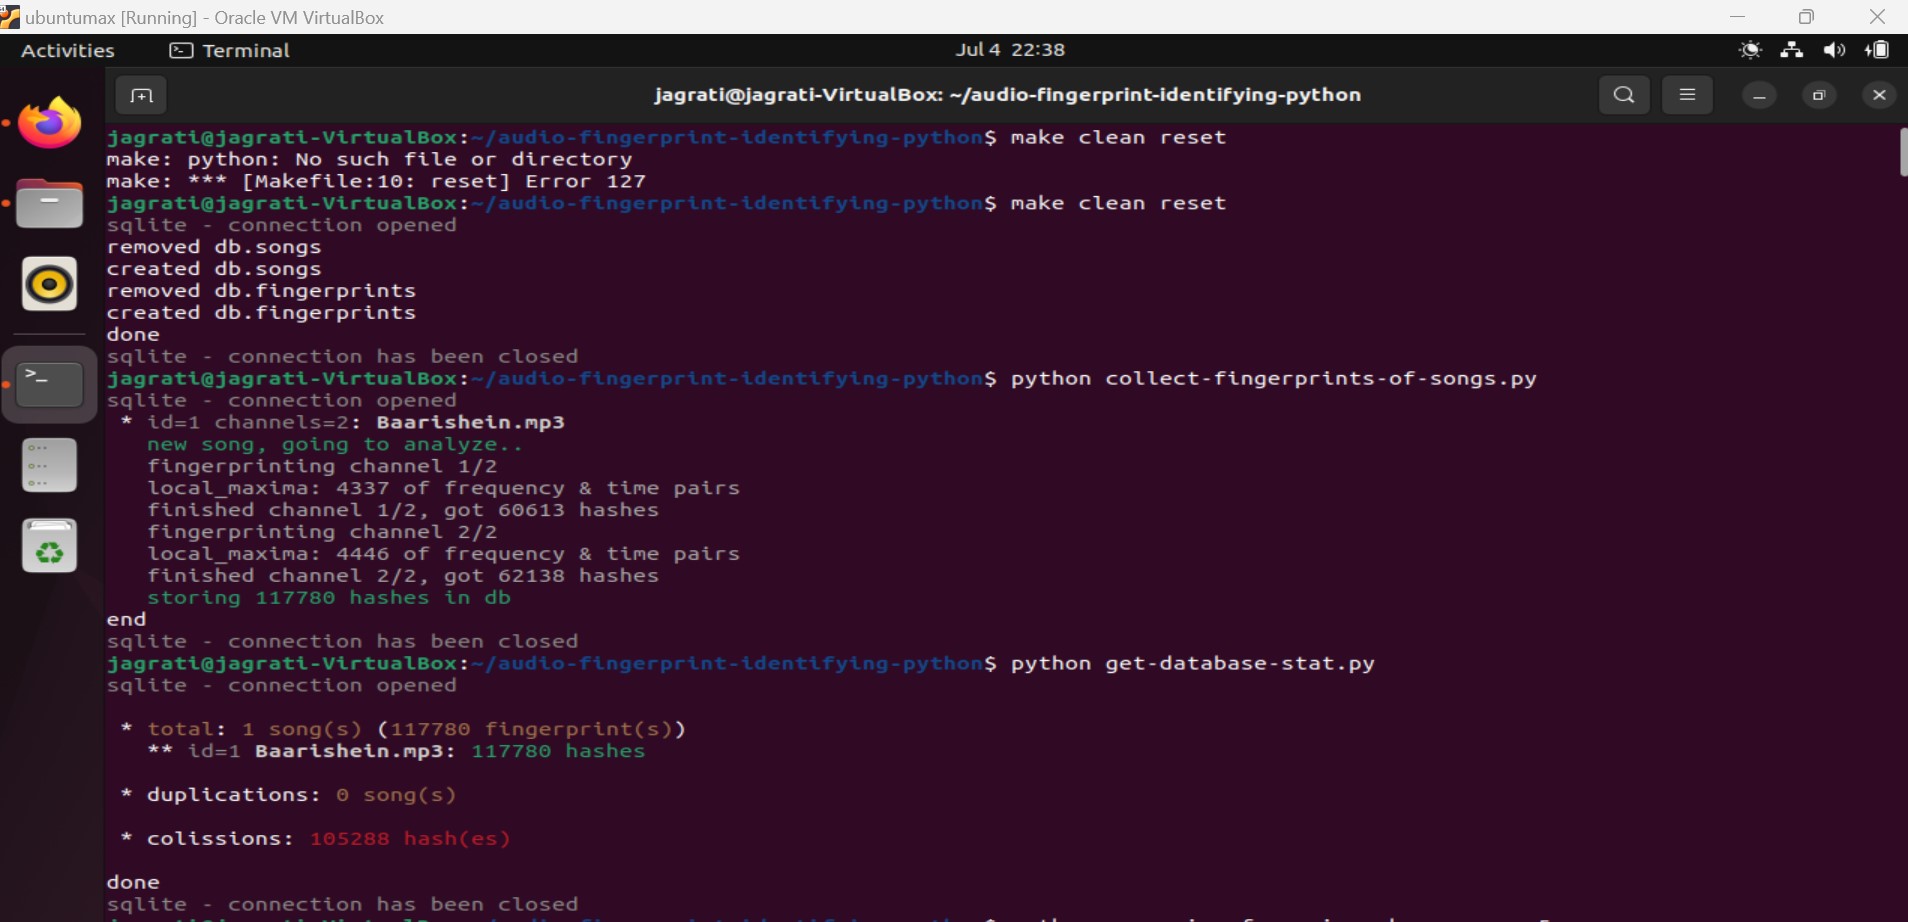 ubuntumax [Running] - Oracle VM VirtualBox
Activities Terminal Jul 4 22:38
jagrati@jagrati-VirtualBox: ~/audio-fingerprint-identifying-python
jagrati@jagrati-VirtualBox:~/audio-fingerprint-identifying-python$ make clean reset
make: python: No such file or directory
make: *** [Makefile:10: reset] Error 127
jagrati@jagrati-VirtualBox:~/audio-fingerprint-identifying-python$ make clean reset
sqlite - connection opened
removed db.songs
created db.songs
removed db.fingerprints
created db.fingerprints
done
sqlite - connection has been closed
jagrati@jagrati-VirtualBox:~/audio-fingerprint-identifying-python$ python collect-fingerprints-of-songs.py
sqlite - connection opened
* id=1 channels=2: Baarishein.mp3
new song, going to analyze..
fingerprinting channel 1/2
local_maxima: 4337 of frequency & time pairs
finished channel 1/2, got 60613 hashes
fingerprinting channel 2/2
local_maxima: 4446 of frequency & time pairs
finished channel 2/2, got 62138 hashes
storing 117780 hashes in db
end
sqlite - connection has been closed
jagrati@jagrati-VirtualBox:~/audio-fingerprint-identifying-python$ python get-database-stat.py
sqlite - connection opened
* total: 1 song(s) (117780 fingerprint(s))
** id=1 Baarishein.mp3: 117780 hashes
* duplications: 0 song(s)
* colissions: 105288 hash(es)
done
sqlite - connection has been closed